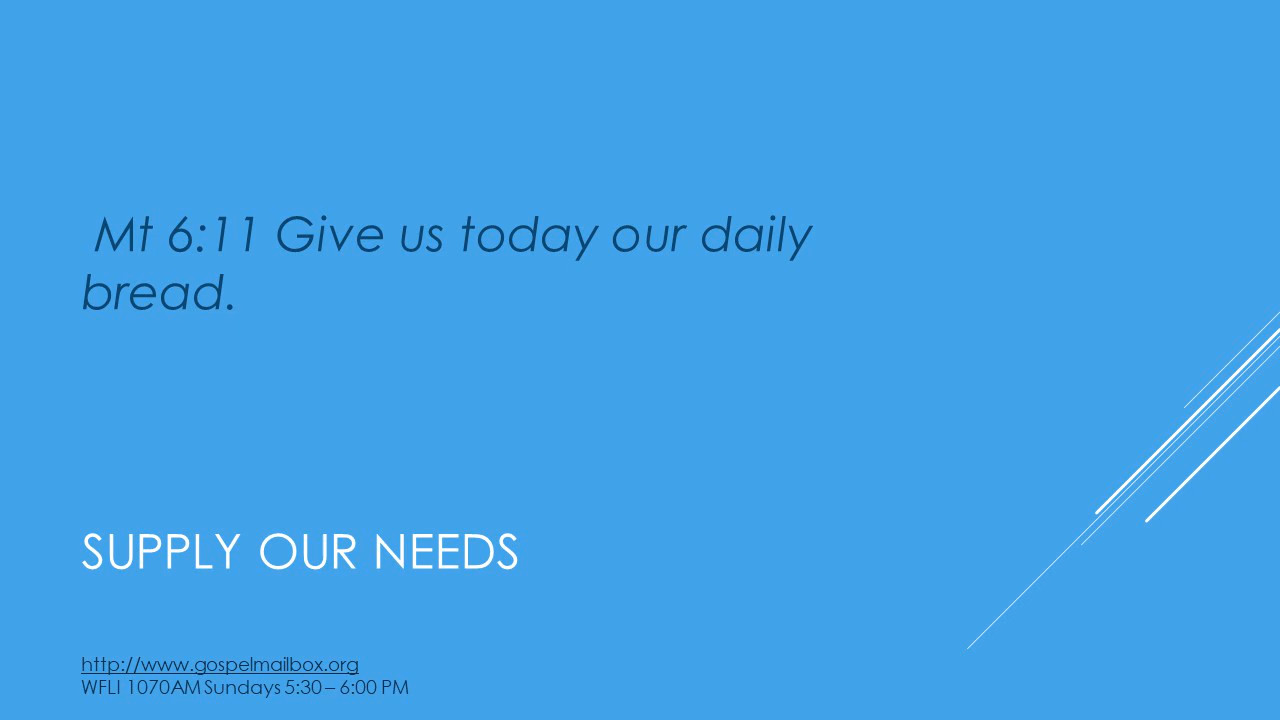 Mt 6:11 Give us today our daily
bread.
SUPPLY OUR NEEDS
http://www.gospelmailbox.org
WFLI 1070AM Sundays 5:30 – 6:00 PM